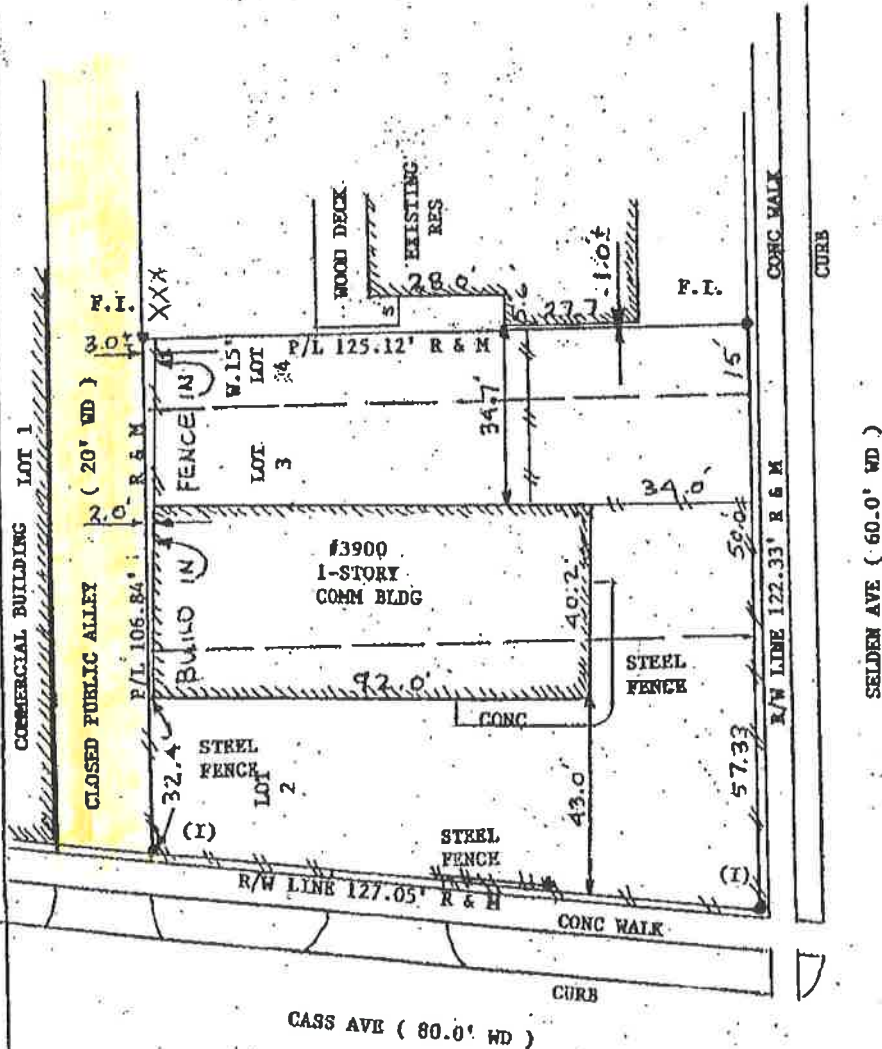 COMMERCIAL BUILDING LOT 1
CLOSED PUBLIC ALLEY ( 20' WD )
F.I.
XXX
3.0±
2.0'
P/L 106.84' R & M
FENCE IN
BUILD IN
WOOD DECK
EXISTING
RES
28.0'
5
5.6'
27.7
1.0±
F.I.
CONC WALK
CURB
P/L 125.12' R & M
W.15'
LOT
4
15'
LOT
3
34.7'
34.0'
50.0'
#3900
1-STORY
COMM BLDG
40.2'
92.0'
CONC
STEEL
FENCE
R/W LINE 122.33' R & M
SELDEN AVE ( 60.0' WD )
57.33
32.4
STEEL
FENCE
LOT
2
43.0'
(I)
STEEL
FENCE
(I)
R/W LINE 127.05' R & M
CONC WALK
CURB
CASS AVE ( 80.0' WD )